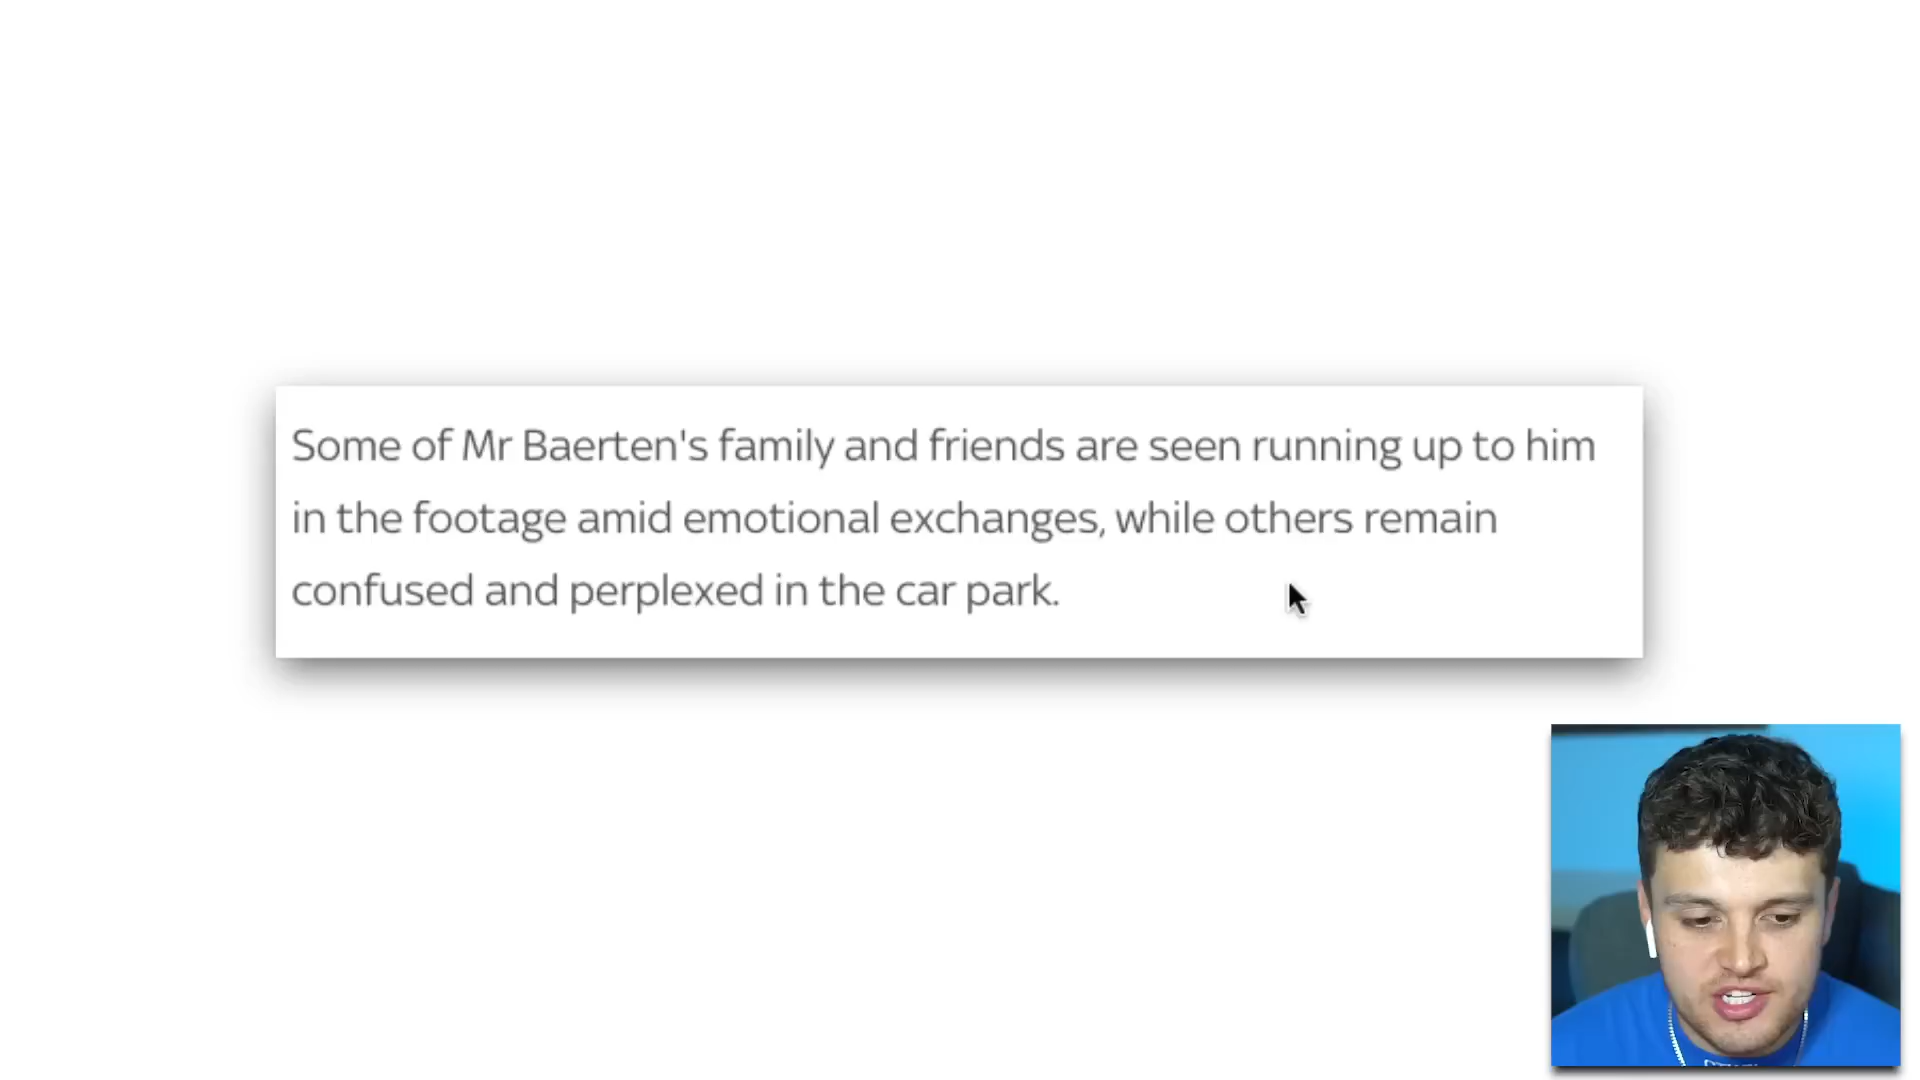 Some of Mr Baerten's family and friends are seen running up to him
in the footage amid emotional exchanges, while others remain
confused and perplexed in the car park.